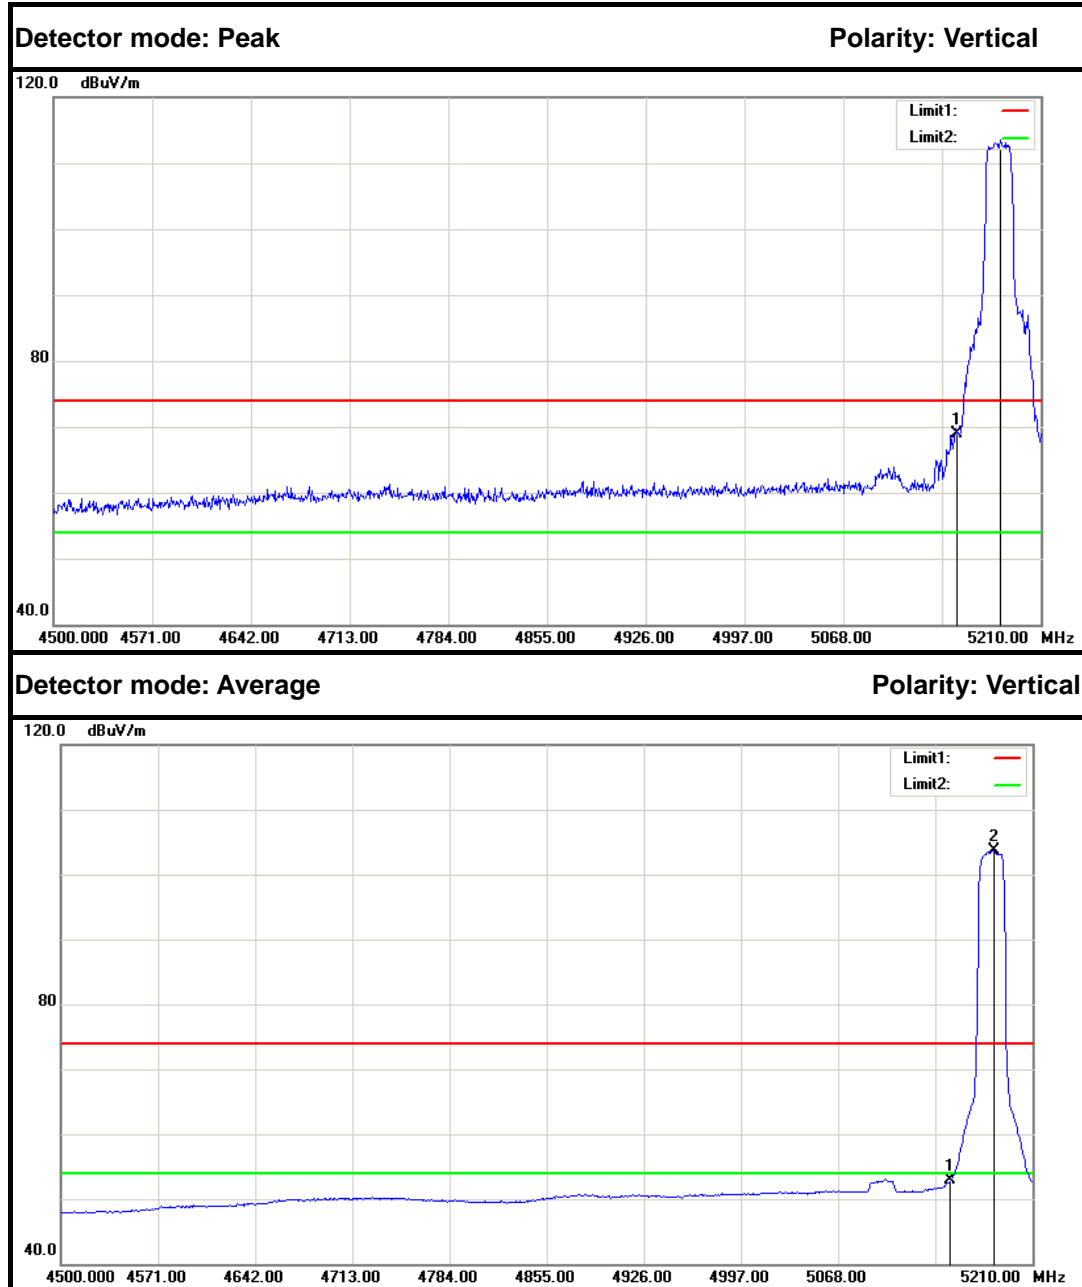 Detector mode: Peak Polarity: Vertical
120.0 dBuV/m
Limit1:
Limit2:
1
80
40.0
4500.000 4571.00 4642.00 4713.00 4784.00 4855.00 4926.00 4997.00 5068.00 5210.00 MHz
Detector mode: Average Polarity: Vertical
120.0 dBuV/m
Limit1:
Limit2:
2
80
1
40.0
4500.000 4571.00 4642.00 4713.00 4784.00 4855.00 4926.00 4997.00 5068.00 5210.00 MHz